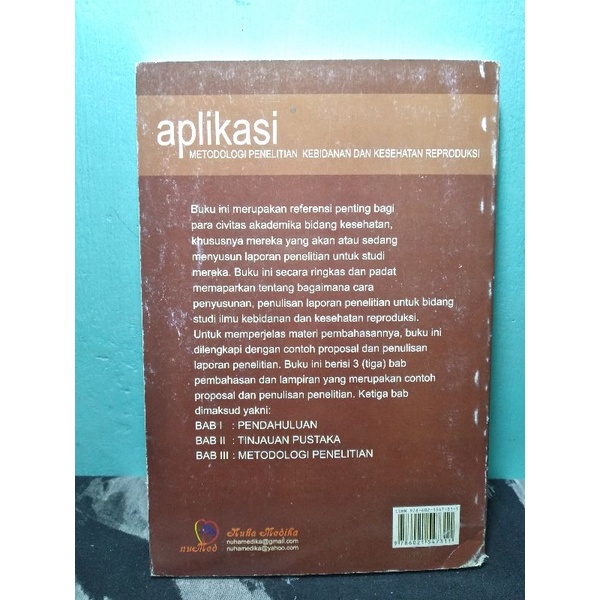 aplikasi
METODOLOGI PENELITIAN KEBIDANAN DAN KESEHATAN REPRODUKSI
Buku ini merupakan referensi penting bagi
para civitas akademika bidang kesehatan,
khususnya mereka yang akan atau sedang
menyusun laporan penelitian untuk studi
mereka. Buku ini secara ringkas dan padat
memaparkan tentang bagaimana cara
penyusunan, penulisan laporan penelitian untuk bidang
studi ilmu kebidanan dan kesehatan reproduksi.
Untuk memperjelas materi pembahasannya, buku ini
dilengkapi dengan contoh proposal dan penulisan
laporan penelitian. Buku ini berisi 3 (tiga) bab
pembahasan dan lampiran yang merupakan contoh
proposal dan penulisan penelitian. Ketiga bab
dimaksud yakni:
BAB I : PENDAHULUAN
BAB II : TINJAUAN PUSTAKA
BAB III : METODOLOGI PENELITIAN
nuMed
Nuha Medika
nuhamedika@gmail.com
nuhamedika@yahoo.com
ISBN